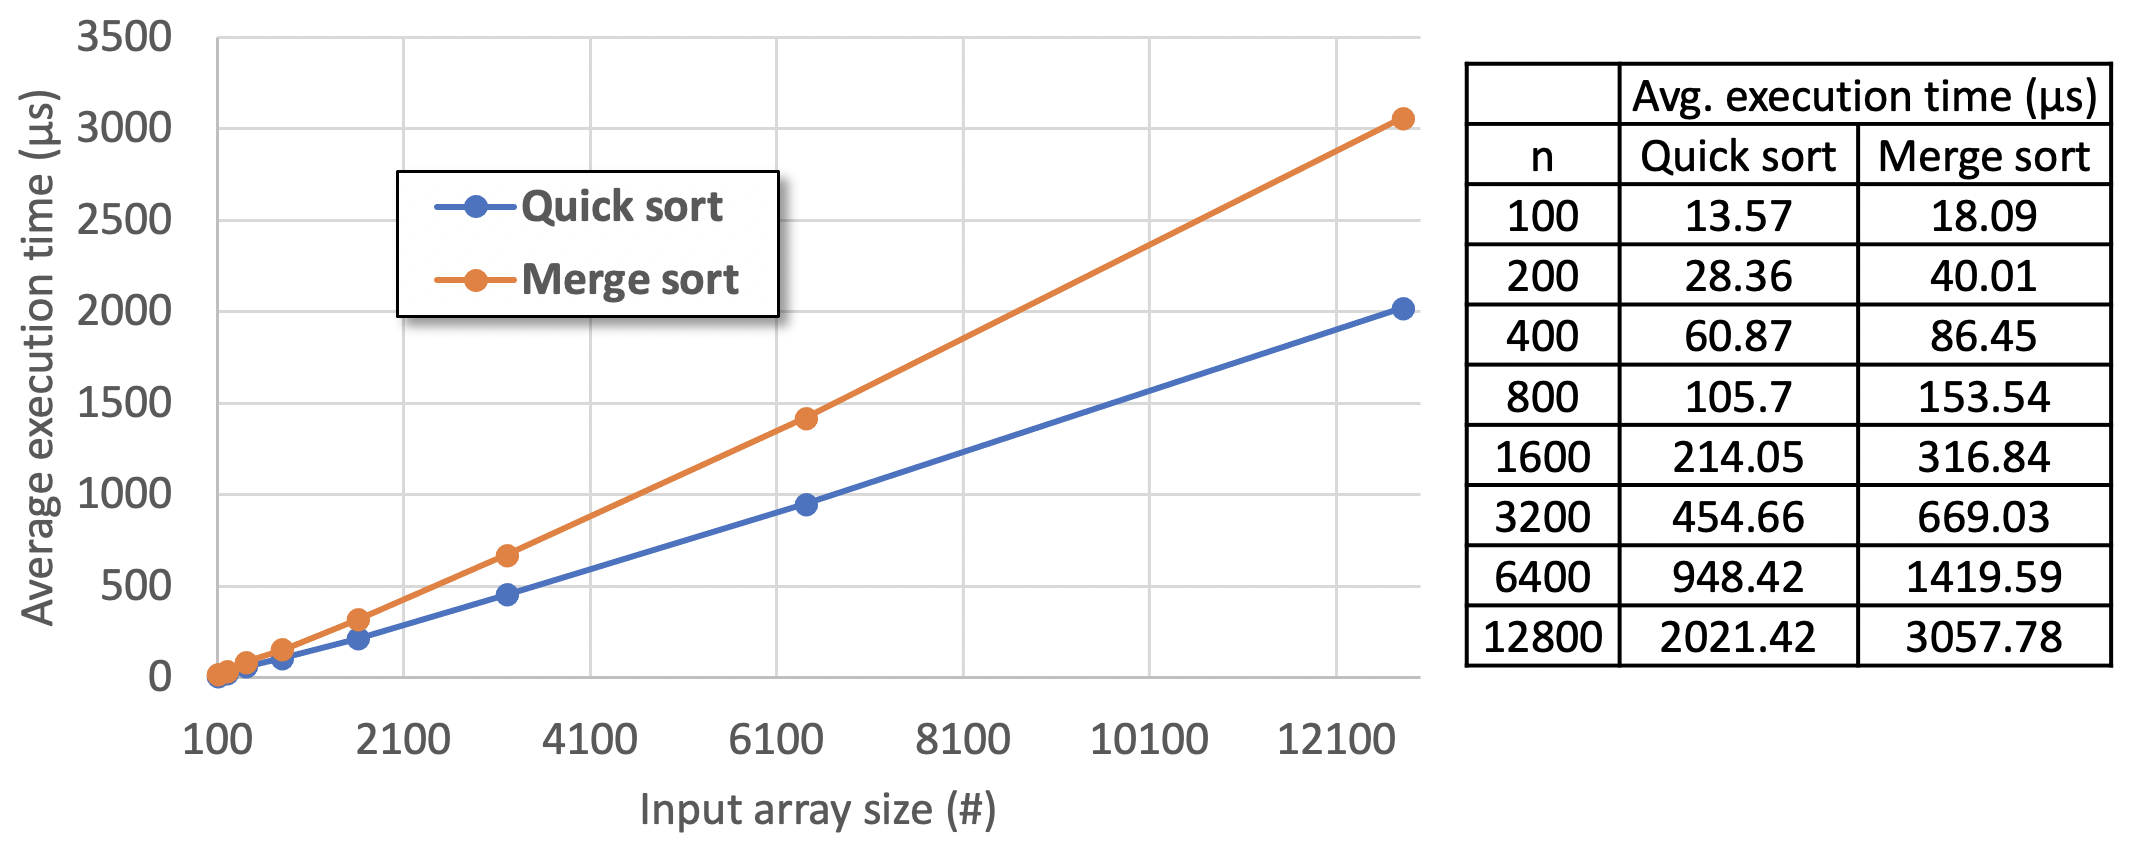 3500
3000
2500
2000
1500
1000
500
0
Average execution time (μs)
Quick sort
Merge sort
100 2100 4100 6100 8100 10100 12100
Input array size (#)
Avg. execution time (μs)
n Quick sort Merge sort
100 13.57 18.09
200 28.36 40.01
400 60.87 86.45
800 105.7 153.54
1600 214.05 316.84
3200 454.66 669.03
6400 948.42 1419.59
12800 2021.42 3057.78